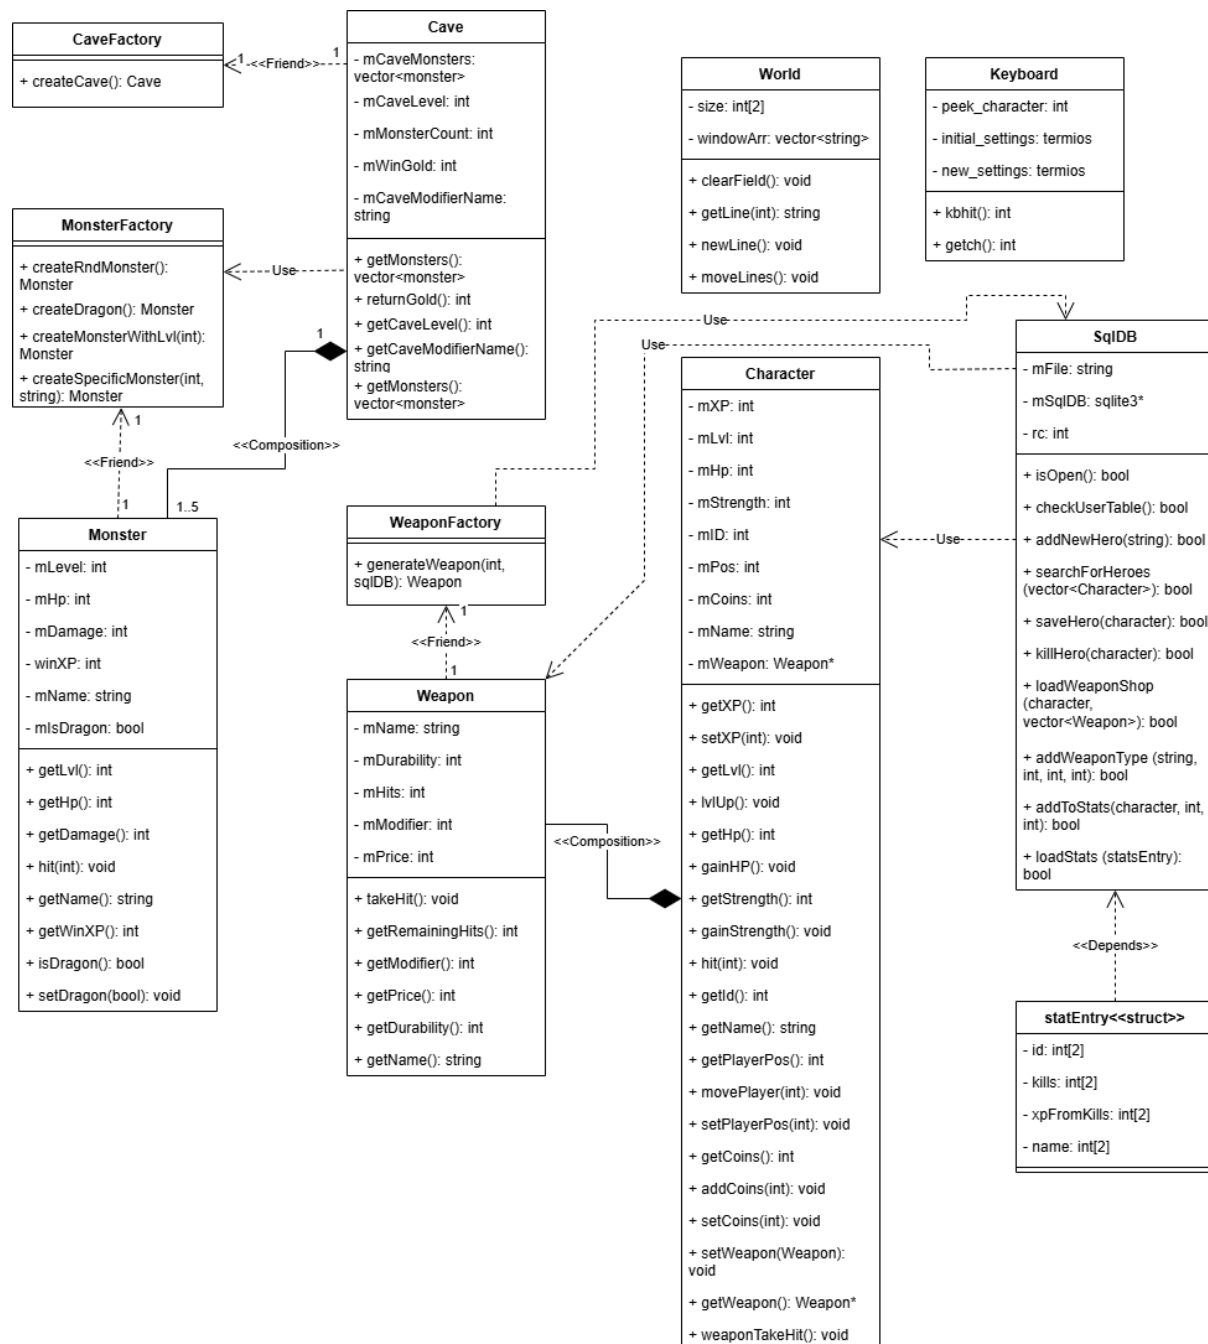 CaveFactory
+ createCave(): Cave
1
<<Friend>>
1
Cave
- mCaveMonsters:
vector<monster>
- mCaveLevel: int
- mMonsterCount: int
- mWinGold: int
- mCaveModifierName:
string
+ getMonsters():
vector<monster>
+ returnGold(): int
+ getCaveLevel(): int
+ getCaveModifierName():
string
+ getMonsters():
vector<monster>
World
- size: int[2]
- windowArr: vector<string>
+ clearField(): void
+ getLine(int): string
+ newLine(): void
+ moveLines(): void
Keyboard
- peek_character: int
- initial_settings: termios
- new_settings: termios
+ kbhit(): int
+ getch(): int
MonsterFactory
+ createRndMonster():
Monster
+ createDragon(): Monster
+ createMonsterWithLvl(int):
Monster
+ createSpecificMonster(int,
string): Monster
Use
1
<<Composition>>
1..5
1
<<Friend>>
1
Monster
- mLevel: int
- mHp: int
- mDamage: int
- winXP: int
- mName: string
- mIsDragon: bool
+ getLvl(): int
+ getHp(): int
+ getDamage(): int
+ hit(int): void
+ getName(): string
+ getWinXP(): int
+ isDragon(): bool
+ setDragon(bool): void
WeaponFactory
+ generateWeapon(int,
sqlDB): Weapon
1
<<Friend>>
1
Weapon
- mName: string
- mDurability: int
- mHits: int
- mModifier: int
- mPrice: int
+ takeHit(): void
+ getRemainingHits(): int
+ getModifier(): int
+ getPrice(): int
+ getDurability(): int
+ getName(): string
<<Composition>>
Use
Use
Character
- mXP: int
- mLvl: int
- mHp: int
- mStrength: int
- mID: int
- mPos: int
- mCoins: int
- mName: string
- mWeapon: Weapon*
+ getXP(): int
+ setXP(int): void
+ getLvl(): int
+ lvlUp(): void
+ getHp(): int
+ gainHP(): void
+ getStrength(): int
+ gainStrength(): void
+ hit(int): void
+ getId(): int
+ getName(): string
+ getPlayerPos(): int
+ movePlayer(int): void
+ setPlayerPos(int): void
+ getCoins(): int
+ addCoins(int): void
+ setCoins(int): void
+ setWeapon(Weapon):
void
+ getWeapon(): Weapon*
+ weaponTakeHit(): void
Use
SqlDB
- mFile: string
- mSqlDB: sqlite3*
- rc: int
+ isOpen(): bool
+ checkUserTable(): bool
+ addNewHero(string): bool
+ searchForHeroes
(vector<Character>): bool
+ saveHero(character): bool
+ killHero(character): bool
+ loadWeaponShop
(character,
vector<Weapon>): bool
+ addWeaponType (string,
int, int, int): bool
+ addToStats(character, int,
int): bool
+ loadStats (statsEntry):
bool
<<Depends>>
statEntry<<struct>>
- id: int[2]
- kills: int[2]
- xpFromKills: int[2]
- name: int[2]